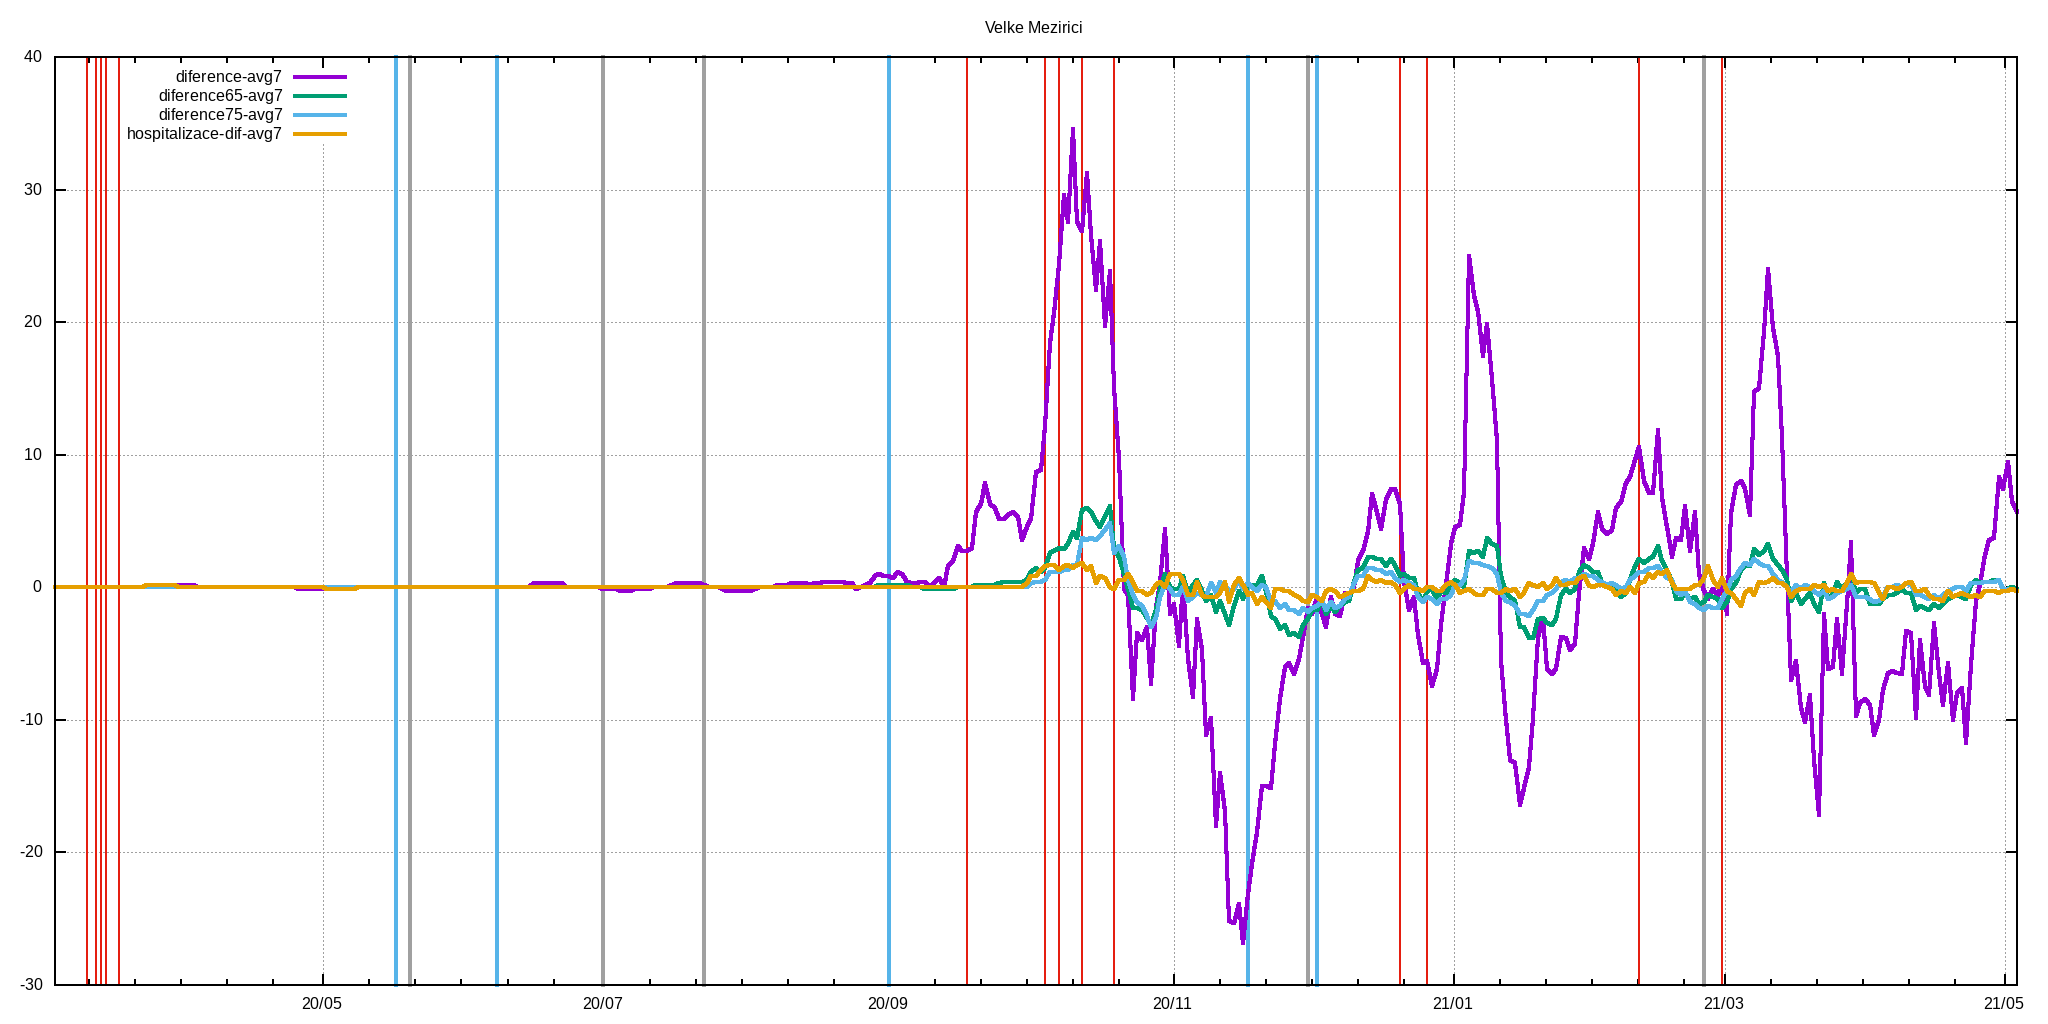 Velke Mezirici
40
diference-avg7
diference65-avg7
diference75-avg7
hospitalizace-dif-avg7
30
20
10
0
-10
-20
-30
20/05 20/07 20/09 20/11 21/01 21/03 21/05